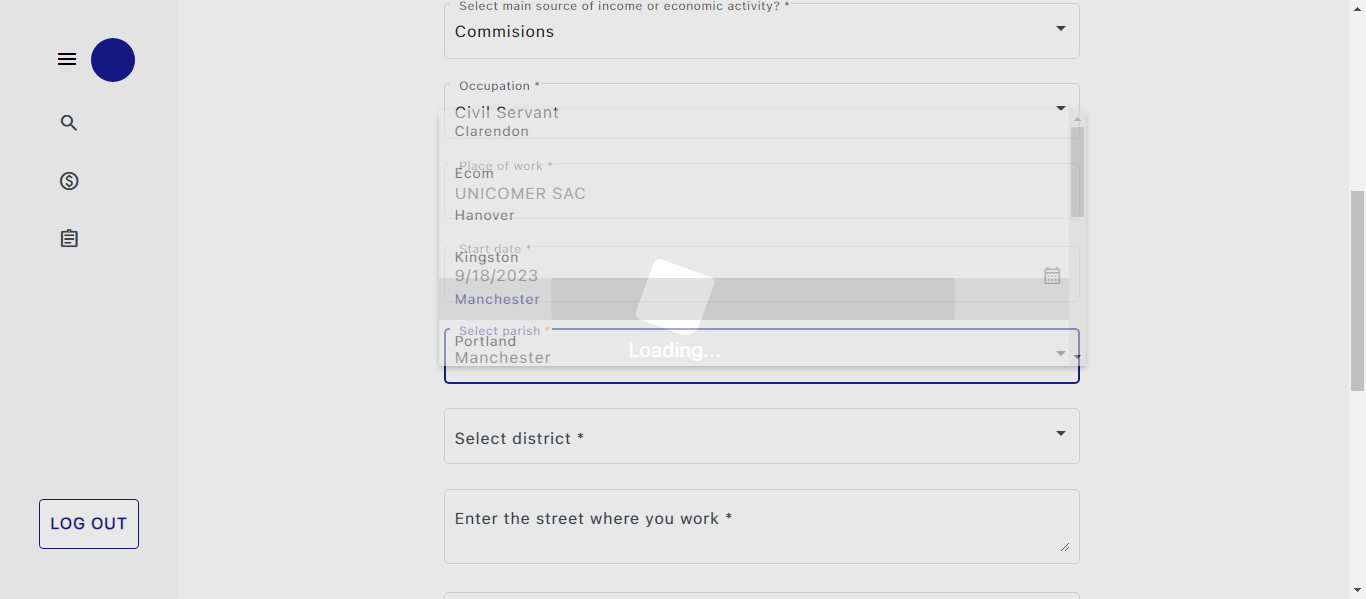 Select main source of income or economic activity? *
Commisions
Occupation *
Civil Servant
Clarendon
Place of work *
Ecom
UNICOMER SAC
Hanover
Start date *
Kingston
9/18/2023
Manchester
Select parish *
Portland
Manchester
Loading...
Select district *
Enter the street where you work *
LOG OUT